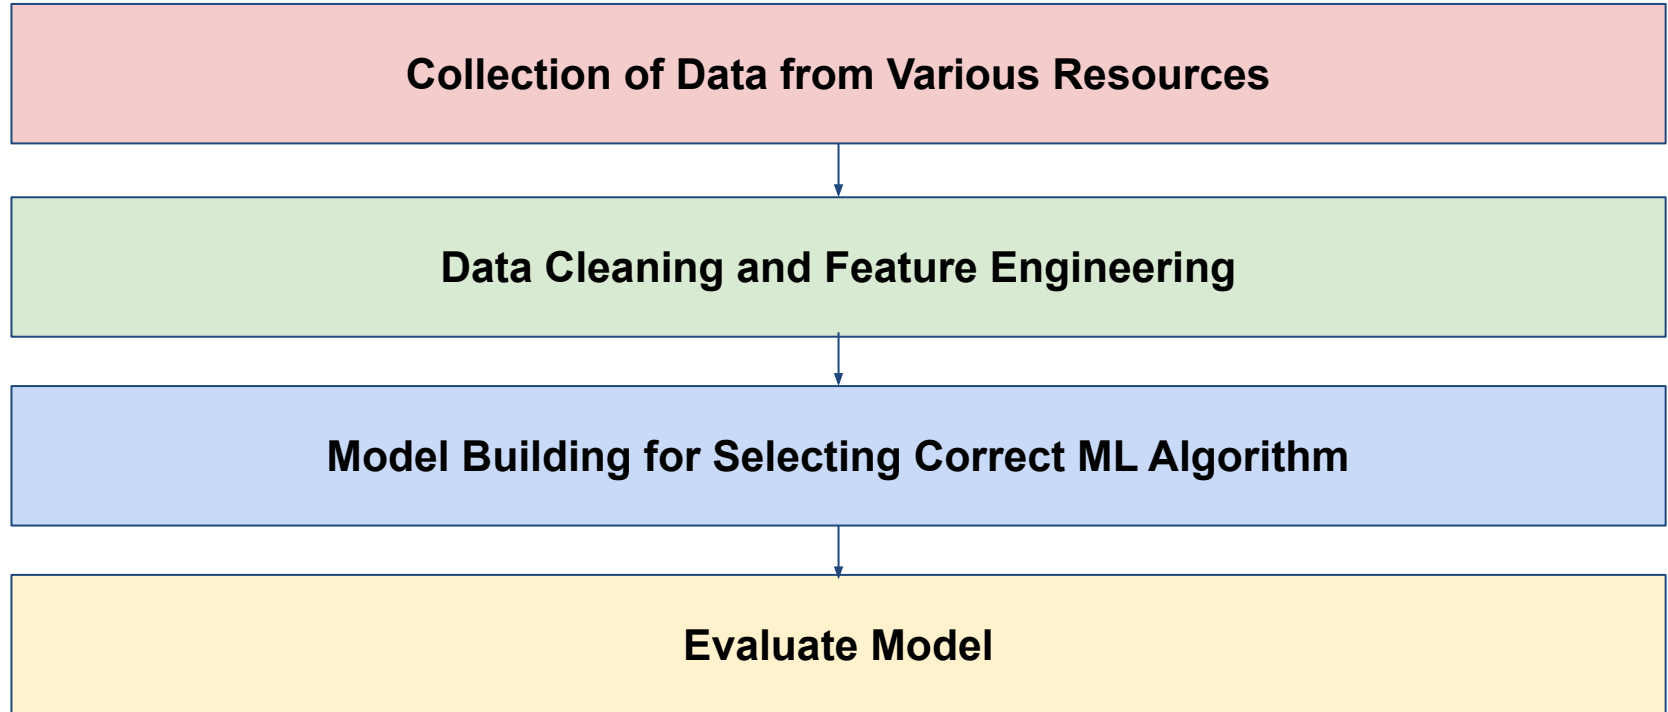 Collection of Data from Various Resources
Data Cleaning and Feature Engineering
Model Building for Selecting Correct ML Algorithm
Evaluate Model